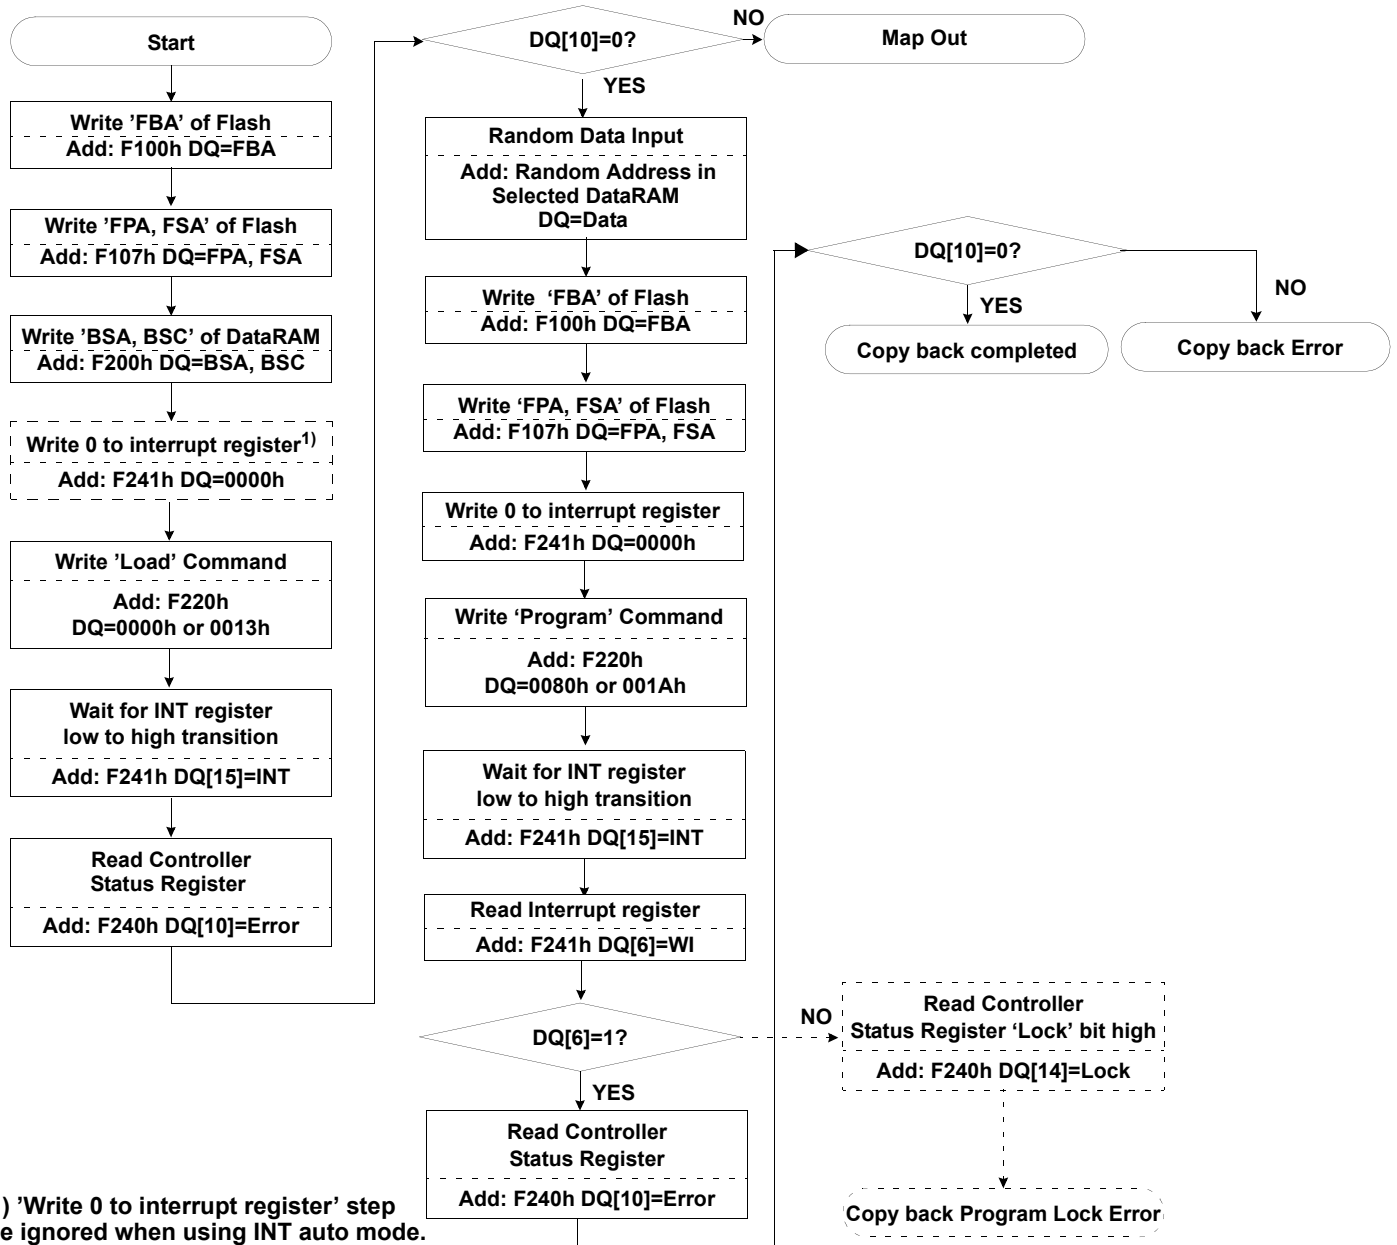 Start
Write ’FBA’ of Flash
Add: F100h DQ=FBA
Write ’FPA, FSA’ of Flash
Add: F107h DQ=FPA, FSA
Write ’BSA, BSC’ of DataRAM
Add: F200h DQ=BSA, BSC
Write 0 to interrupt register1)
Add: F241h DQ=0000h
Write ’Load’ Command
Add: F220h
DQ=0000h or 0013h
Wait for INT register
low to high transition
Add: F241h DQ[15]=INT
Read Controller
Status Register
Add: F240h DQ[10]=Error
DQ[10]=0?
NO
Map Out
YES
Random Data Input
Add: Random Address in
Selected DataRAM
DQ=Data
Write ‘FBA’ of Flash
Add: F100h DQ=FBA
Write ‘FPA, FSA’ of Flash
Add: F107h DQ=FPA, FSA
Write 0 to interrupt register
Add: F241h DQ=0000h
Write ‘Program’ Command
Add: F220h
DQ=0080h or 001Ah
Wait for INT register
low to high transition
Add: F241h DQ[15]=INT
Read Interrupt register
Add: F241h DQ[6]=WI
DQ[6]=1?
NO
Read Controller
Status Register ‘Lock’ bit high
Add: F240h DQ[14]=Lock
Copy back Program Lock Error
YES
Read Controller
Status Register
Add: F240h DQ[10]=Error
DQ[10]=0?
YES
NO
Copy back completed
Copy back Error
) ’Write 0 to interrupt register’ step
e ignored when using INT auto mode.